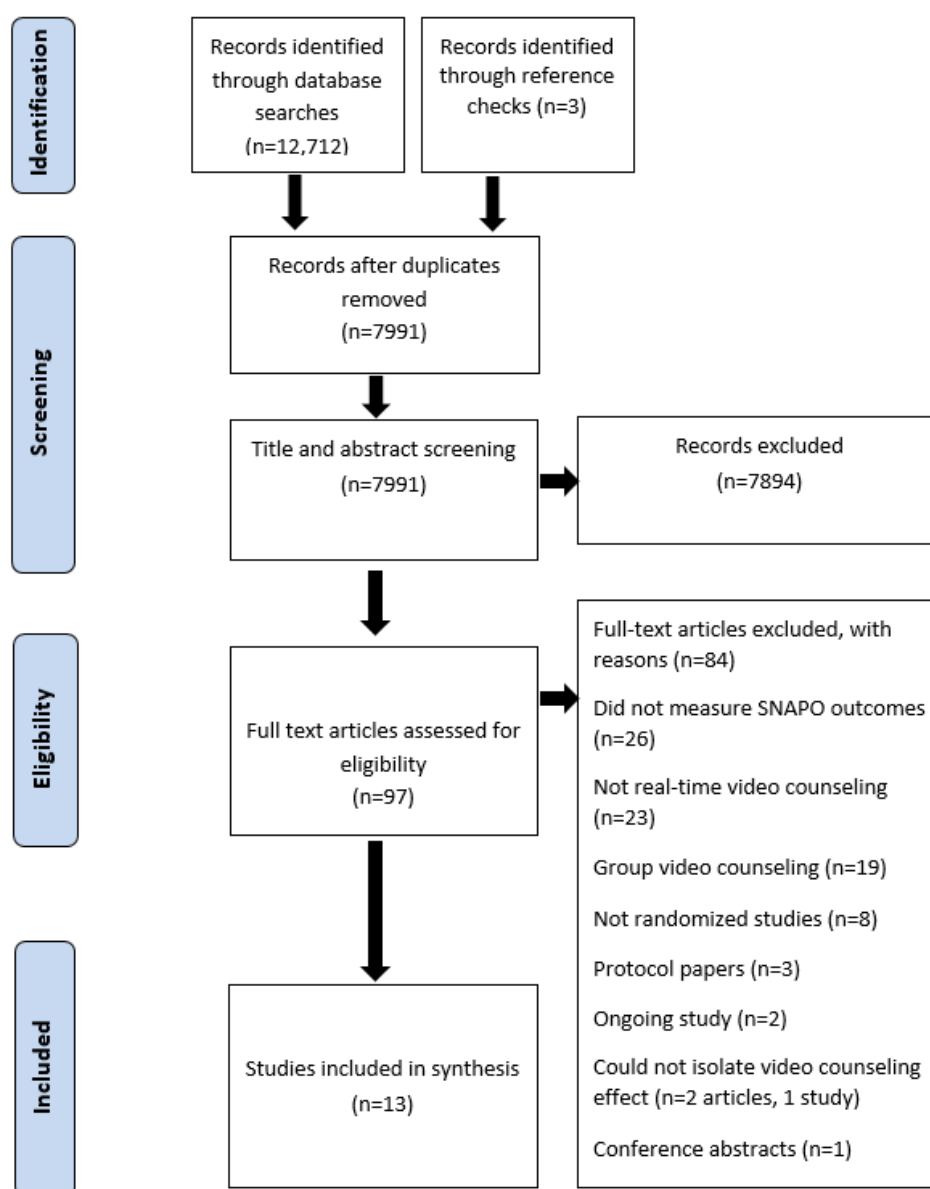 Identification
Records identified
through database
searches
(n=12,712)
Records identified
through reference
checks (n=3)
Screening
Records after duplicates
removed
(n=7991)
Title and abstract screening
(n=7991)
Records excluded
(n=7894)
Eligibility
Full text articles assessed for
eligibility
(n=97)
Full-text articles excluded, with
reasons (n=84)
Did not measure SNAPO outcomes
(n=26)
Not real-time video counseling
(n=23)
Group video counseling (n=19)
Not randomized studies (n=8)
Protocol papers (n=3)
Ongoing study (n=2)
Could not isolate video counseling
effect (n=2 articles, 1 study)
Conference abstracts (n=1)
Included
Studies included in synthesis
(n=13)